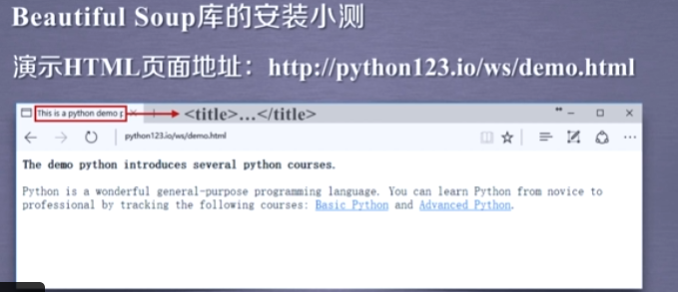 Beautiful Soup库的安装小测
演示HTML页面地址：http://python123.io/ws/demo.html
This is a python demo p
<title>...</title>
python123.io/ws/demo.html
The demo python introduces several python courses.
Python is a wonderful general-purpose programming language. You can learn Python from novice to
professional by tracking the following courses: Basic Python and Advanced Python.